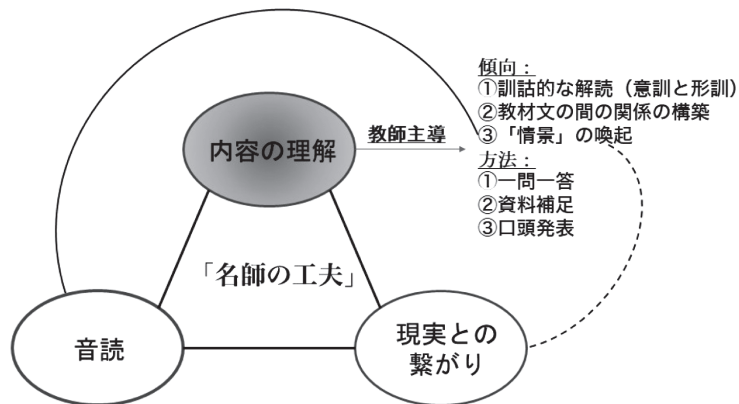 傾向：
①訓詁的な解読（意訓と形訓）
②教材文の間の関係の構築
③「情景」の喚起
方法：
①一問一答
②資料補足
③口頭発表
教師主導
内容の理解
「名師の工夫」
音読
現実との
繋がり